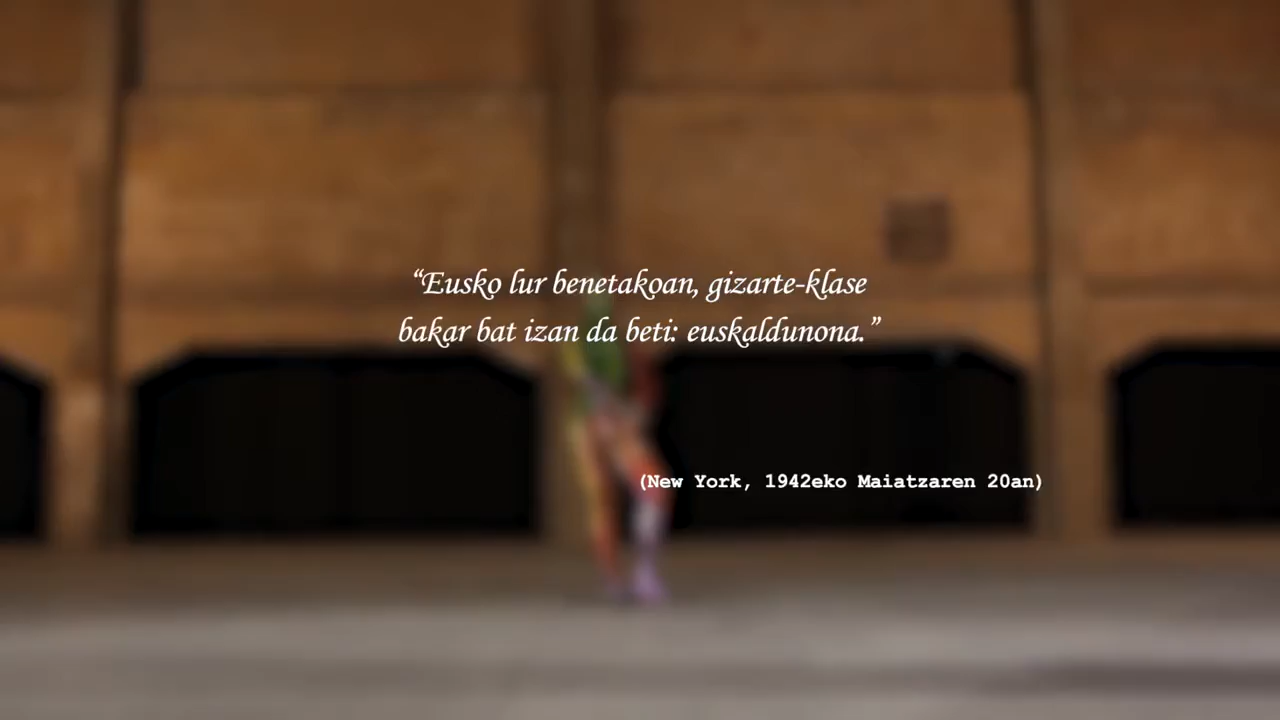 “Eusko lur benetakoan, gizarte-klase
bakar bat izan da beti: euskaldunona.”
(New York, 1942eko Maiatzaren 20an)